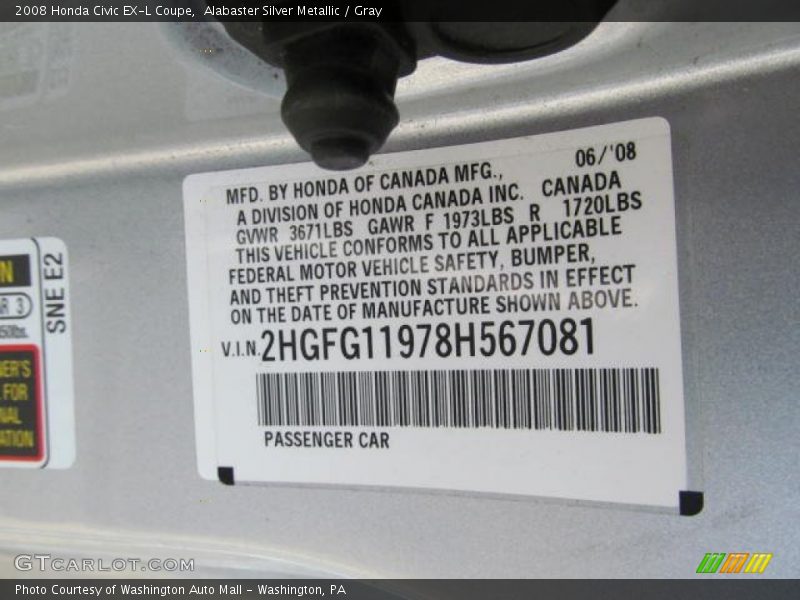 2008 Honda Civic EX-L Coupe, Alabaster Silver Metallic / Gray
06/'08
MFD. BY HONDA OF CANADA MFG.,
A DIVISION OF HONDA CANADA INC. CANADA
GVWR 3671LBS GAWR F 1973LBS R 1720LBS
THIS VEHICLE CONFORMS TO ALL APPLICABLE
FEDERAL MOTOR VEHICLE SAFETY, BUMPER,
AND THEFT PREVENTION STANDARDS IN EFFECT
ON THE DATE OF MANUFACTURE SHOWN ABOVE.
V.I.N. 2HGFG11978H567081
PASSENGER CAR
SNE E2
GTCARLOT.COM
Photo Courtesy of Washington Auto Mall - Washington, PA